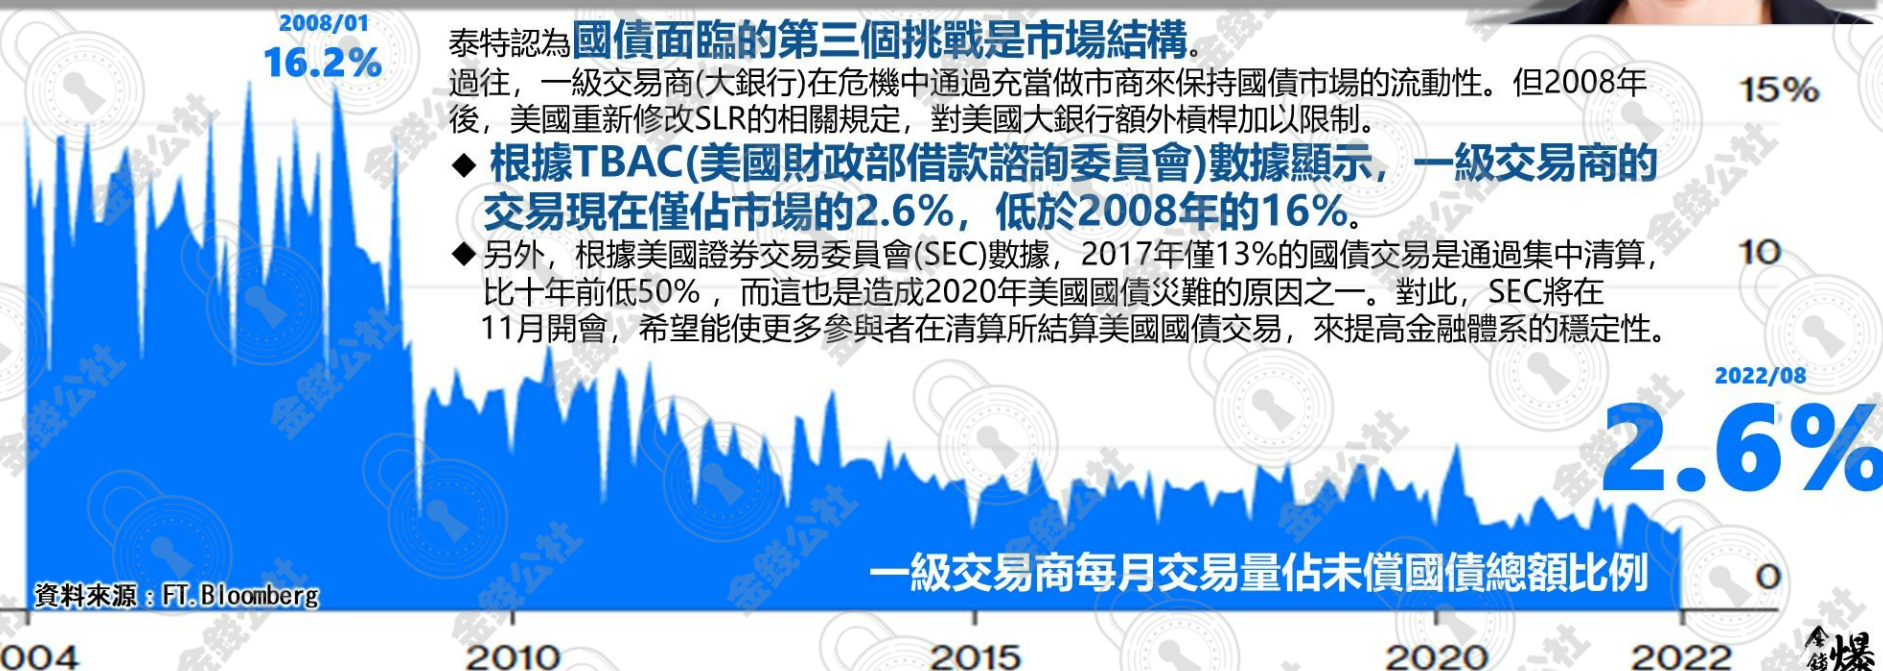 2008/01
16.2%
泰特認為國債面臨的第三個挑戰是市場結構。
過往，一級交易商(大銀行)在危機中通過充當做市商來保持國債市場的流動性。但2008年
後，美國重新修改SLR的相關規定，對美國大銀行額外槓桿加以限制。
◆ 根據TBAC(美國財政部借款諮詢委員會)數據顯示，一級交易商的
交易現在僅佔市場的2.6%，低於2008年的16%。
◆ 另外，根據美國證券交易委員會(SEC)數據，2017年僅13%的國債交易是通過集中清算，
比十年前低50% ，而這也是造成2020年美國國債災難的原因之一。對此，SEC將在
11月開會，希望能使更多參與者在清算所結算美國國債交易，來提高金融體系的穩定性。
15%
10
2022/08
2.6%
一級交易商每月交易量佔未償國債總額比例
0
資料來源：FT.Bloomberg
004
2010
2015
2020
2022
金錢爆
金錢公社